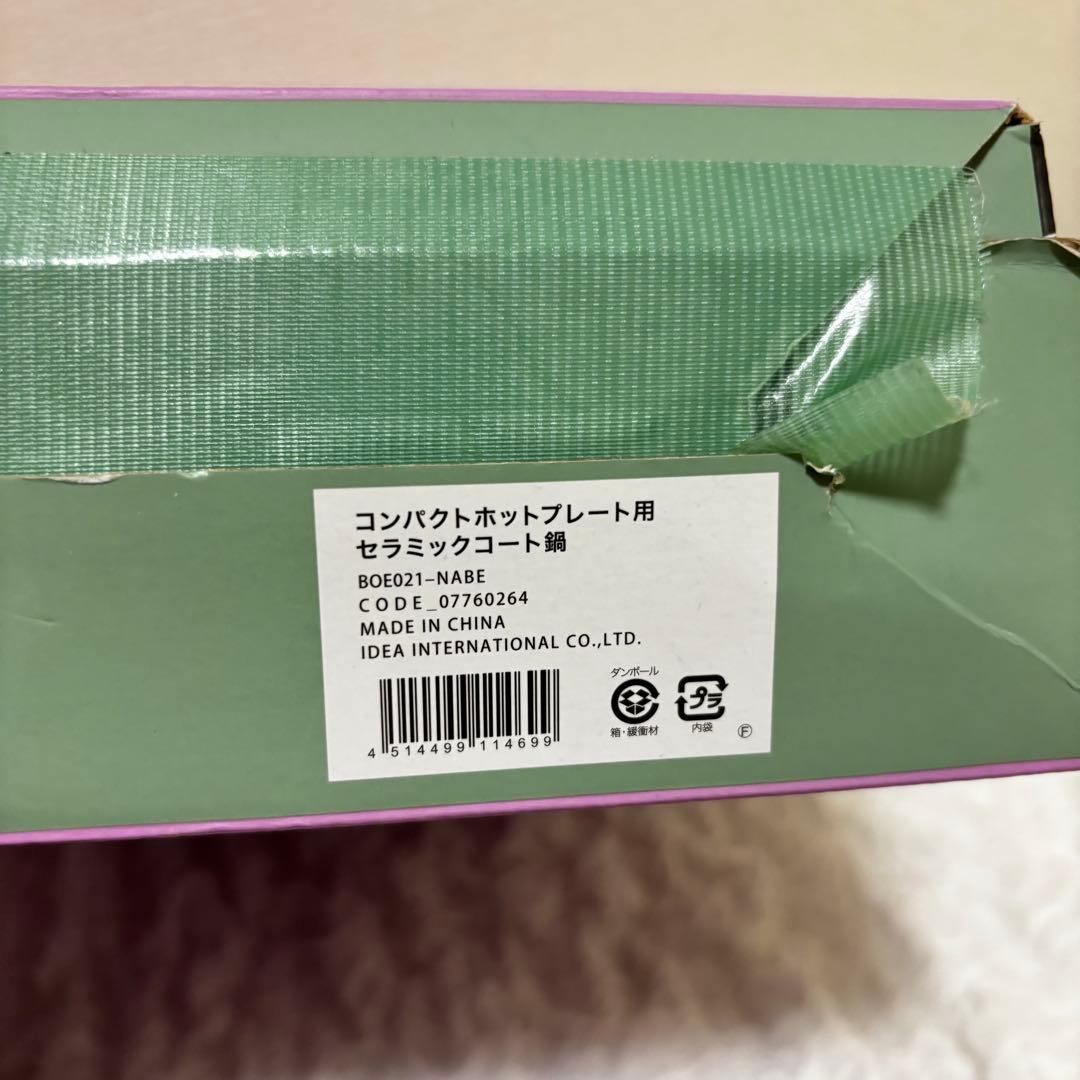 コンパクトホットプレート用
セラミックコート鍋
BOE021-NABE
CODE_07760264
MADE IN CHINA
IDEA INTERNATIONAL CO.,LTD.
4 514499 114699
ダンボール
箱・緩衝材
プラ
内袋
Ⓕ